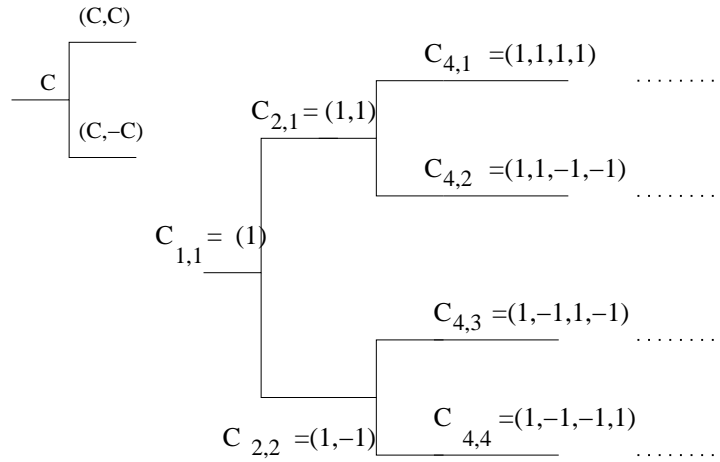 (C,C)
C
(C,−C)
C4,1 =(1,1,1,1)
C2,1 = (1,1)
C4,2 =(1,1,−1,−1)
C1,1 = (1)
C4,3 =(1,−1,1,−1)
C2,2 =(1,−1)
C4,4 =(1,−1,−1,1)